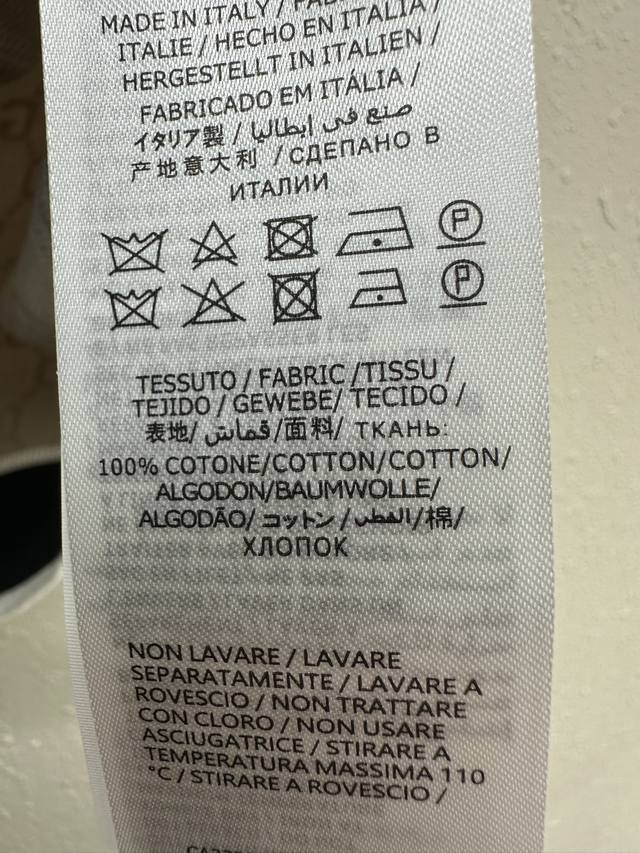 MADE IN ITALY /
ITALIE / HECHO EN ITALIA /
HERGESTELLT IN ITALIEN /
FABRICADO EM ITÁLIA /
イタリア製 / صنع في إيطاليا /
产地意大利 / СДЕЛАНО В
ИТАЛИИ
P
P
TESSUTO / FABRIC /TISSU /
TEJIDO / GEWEBE/ TECIDO /
表地/ قماش /面料/ ТКАНЬ:
100% COTONE/COTTON/COTTON/
ALGODON/BAUMWOLLE/
ALGODÃO/ コットン / القطن/棉/
ХЛОПОК
NON LAVARE / LAVARE
SEPARATAMENTE / LAVARE A
ROVESCIO / NON TRATTARE
CON CLORO / NON USARE
ASCIUGATRICE / STIRARE A
TEMPERATURA MASSIMA 110
°C / STIRARE A ROVESCIO /